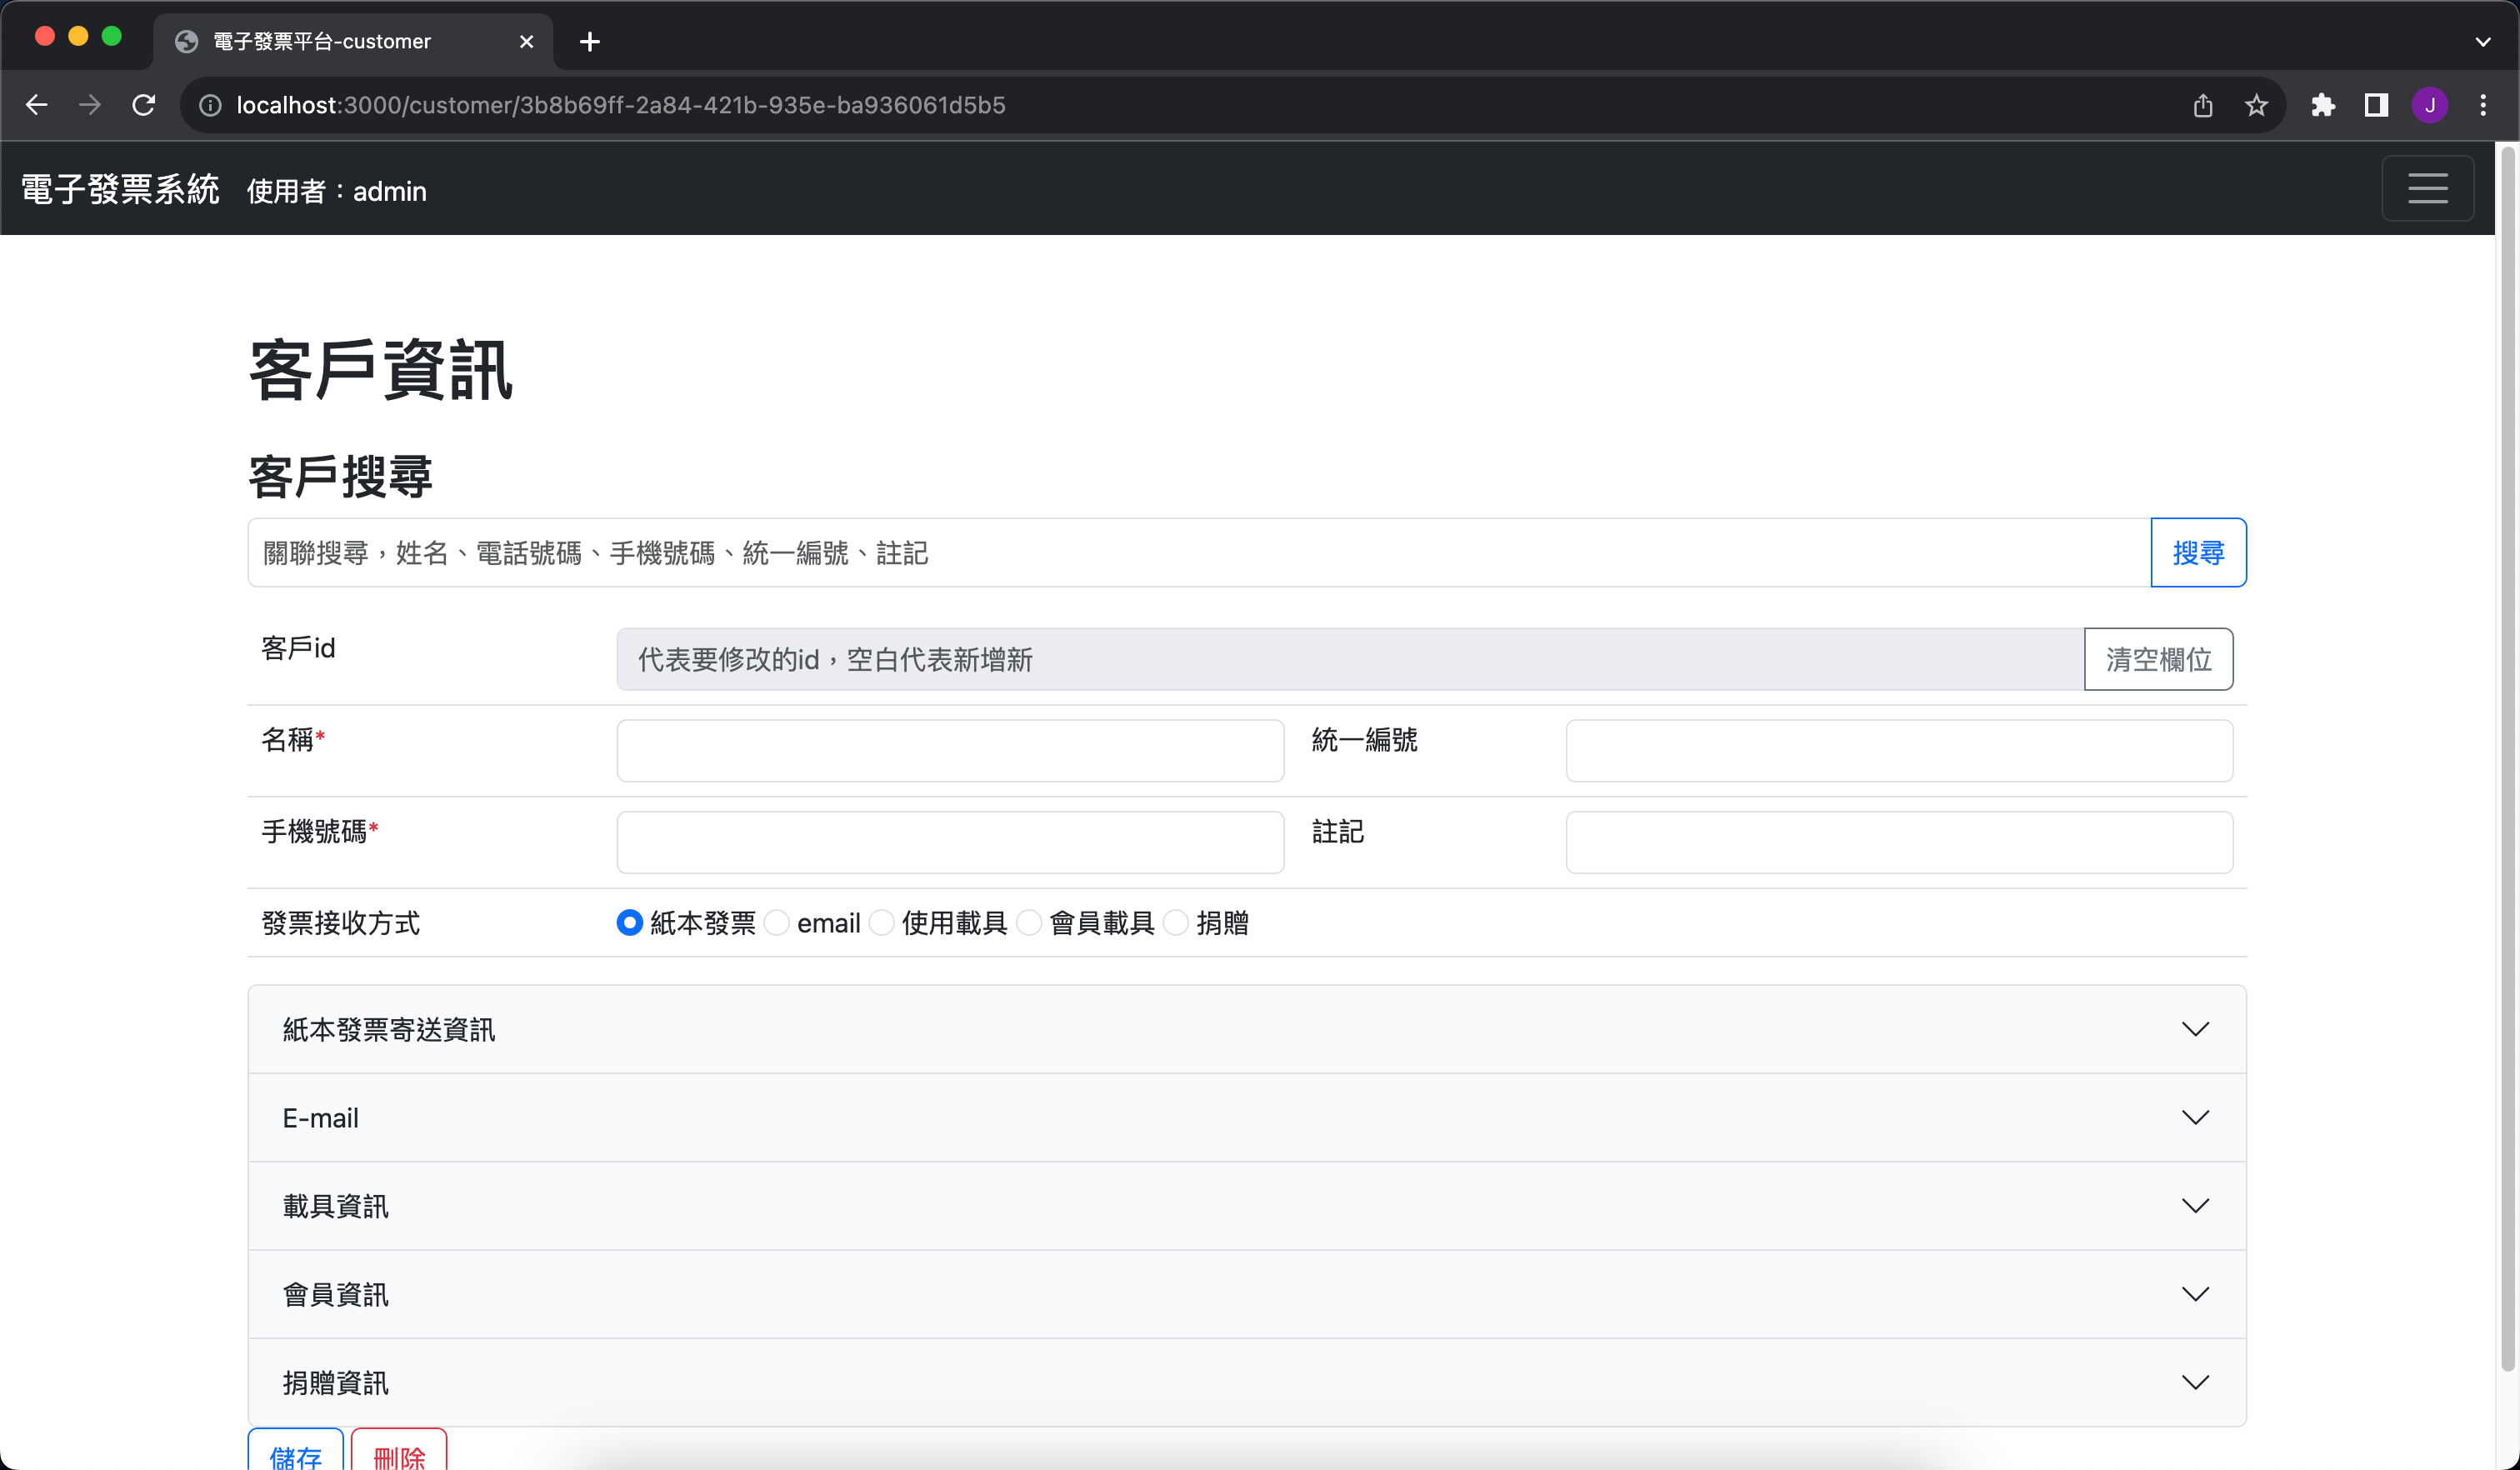 電子發票平台-customer
localhost:3000/customer/3b8b69ff-2a84-421b-935e-ba936061d5b5
J
電子發票系統 使用者：admin
客戶資訊
客戶搜尋
關聯搜尋，姓名、電話號碼、手機號碼、統一編號、註記 搜尋
客戶id 代表要修改的id，空白代表新增新 清空欄位
名稱* 統一編號
手機號碼* 註記
發票接收方式 紙本發票 email 使用載具 會員載具 捐贈
紙本發票寄送資訊
E-mail
載具資訊
會員資訊
捐贈資訊
儲存 刪除